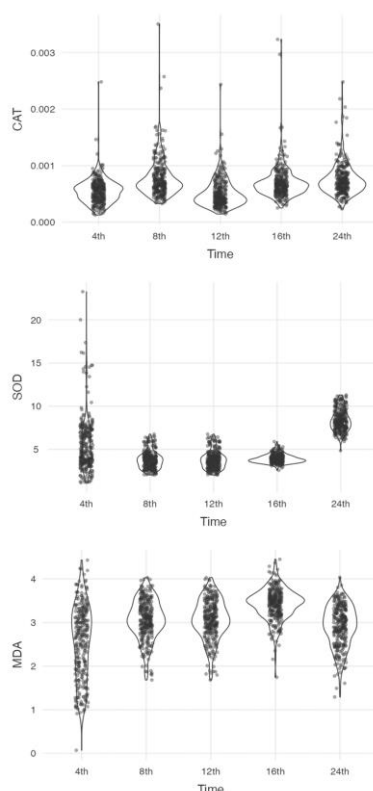 0.003
0.002
CAT
0.001
0.000
4th 8th 12th 16th 24th
Time
20
15
SOD
10
5
4th 8th 12th 16th 24th
Time
4
3
MDA
2
1
0
4th 8th 12th 16th 24th
Time